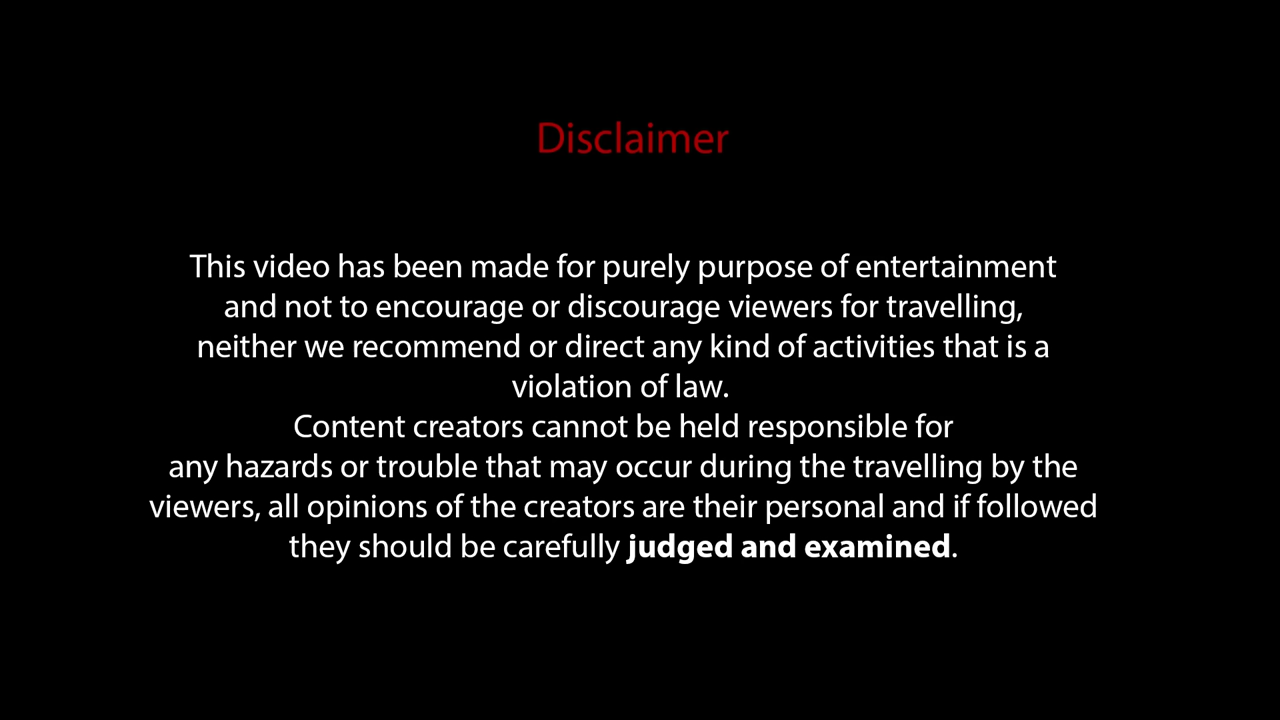 Disclaimer
This video has been made for purely purpose of entertainment
and not to encourage or discourage viewers for travelling,
neither we recommend or direct any kind of activities that is a
violation of law.
Content creators cannot be held responsible for
any hazards or trouble that may occur during the travelling by the
viewers, all opinions of the creators are their personal and if followed
they should be carefully judged and examined.